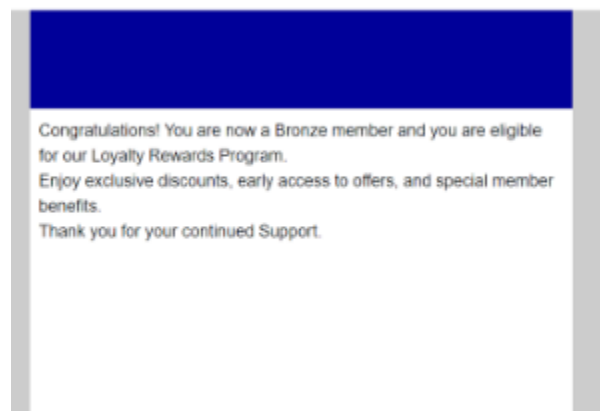 Congratulations! You are now a Bronze member and you are eligible
for our Loyalty Rewards Program.
Enjoy exclusive discounts, early access to offers, and special member
benefits.
Thank you for your continued Support.